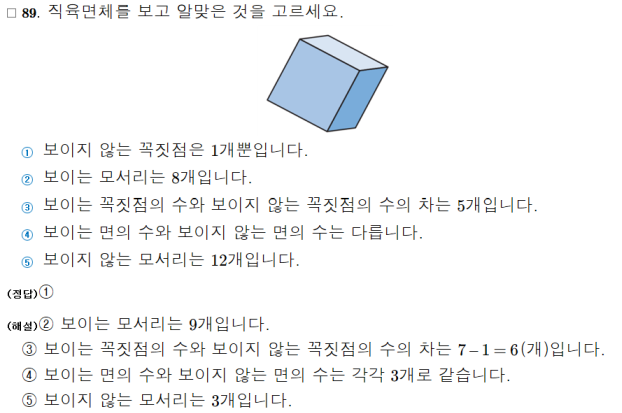 □ 89. 직육면체를 보고 알맞은 것을 고르세요.
① 보이지 않는 꼭짓점은 1개뿐입니다.
② 보이는 모서리는 8개입니다.
③ 보이는 꼭짓점의 수와 보이지 않는 꼭짓점의 수의 차는 5개입니다.
④ 보이는 면의 수와 보이지 않는 면의 수는 다릅니다.
⑤ 보이지 않는 모서리는 12개입니다.
(정답)①
(해설)② 보이는 모서리는 9개입니다.
③ 보이는 꼭짓점의 수와 보이지 않는 꼭짓점의 수의 차는 7-1=6(개)입니다.
④ 보이는 면의 수와 보이지 않는 면의 수는 각각 3개로 같습니다.
⑤ 보이지 않는 모서리는 3개입니다.